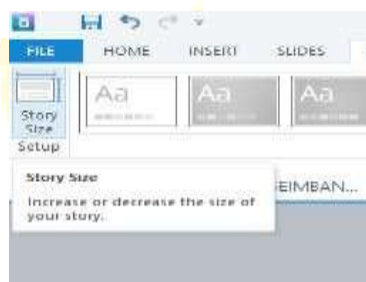 FILE HOME INSERT SLIDES
Aa Aa Aa
Story
Size
Setup
Story Size
Increase or decrease the size of
your story.
EIMBAN...